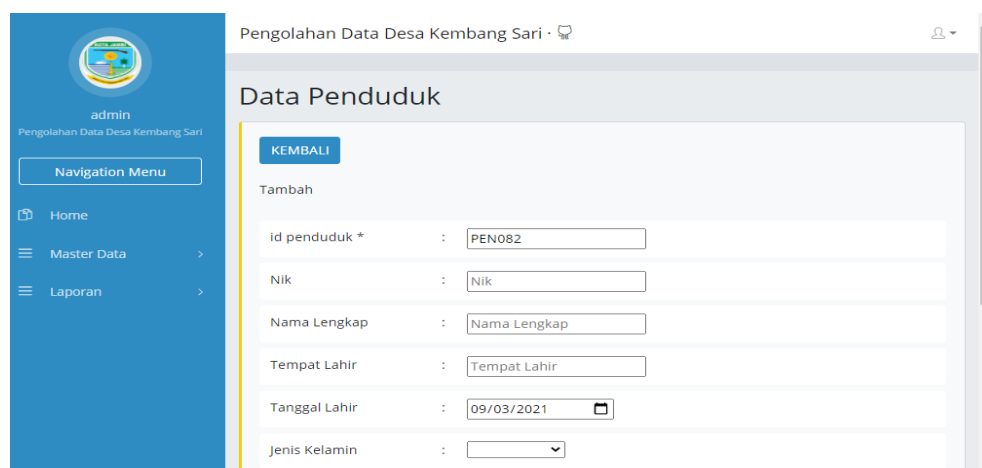 KOTA JAMBI
admin
Pengolahan Data Desa Kembang Sari
Navigation Menu
Home
Master Data
Laporan
Pengolahan Data Desa Kembang Sari ·
Data Penduduk
KEMBALI
Tambah
id penduduk * : PEN082
Nik : Nik
Nama Lengkap : Nama Lengkap
Tempat Lahir : Tempat Lahir
Tanggal Lahir : 09/03/2021
Jenis Kelamin :